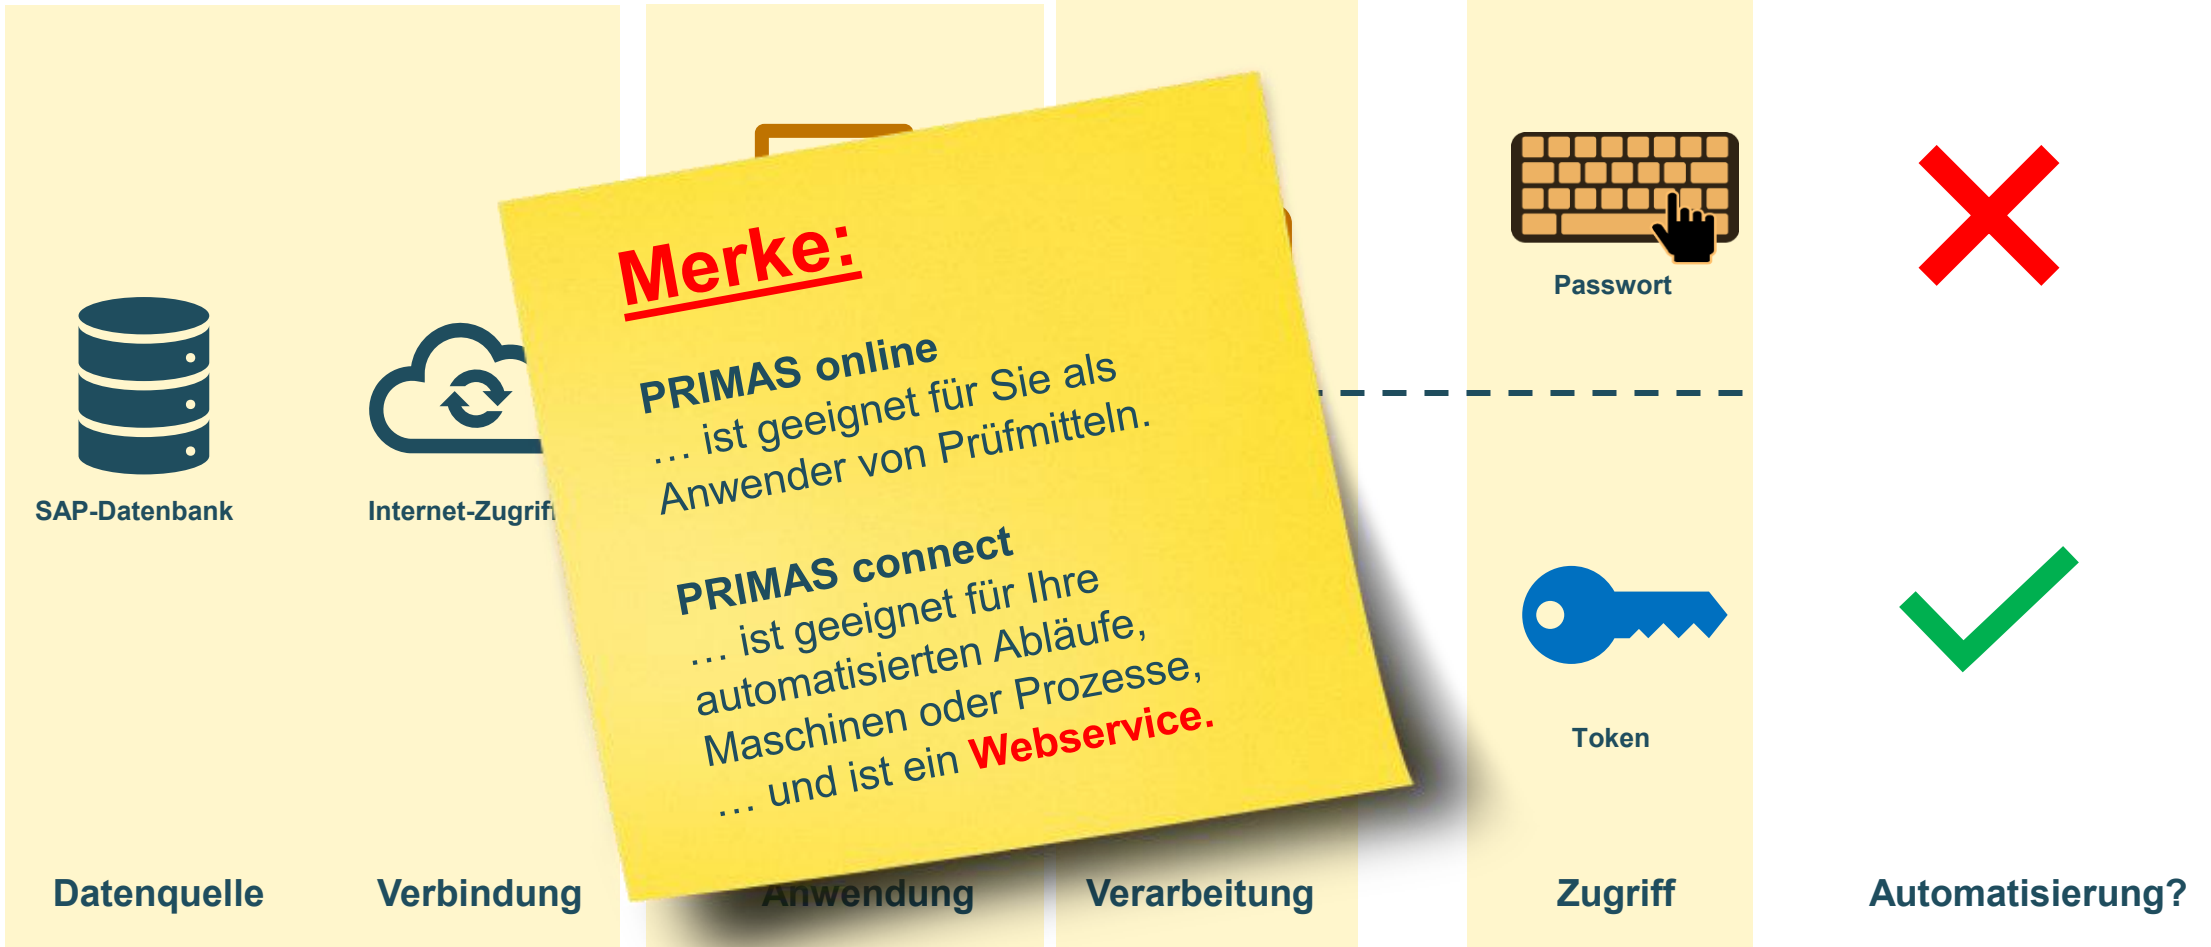 Merke:
PRIMAS online
… ist geeignet für Sie als
Anwender von Prüfmitteln.
PRIMAS connect
… ist geeignet für Ihre
automatisierten Abläufe,
Maschinen oder Prozesse,
… und ist ein Webservice.
Passwort
SAP-Datenbank
Internet-Zugriff
Token
Datenquelle
Verbindung
Anwendung
Verarbeitung
Zugriff
Automatisierung?